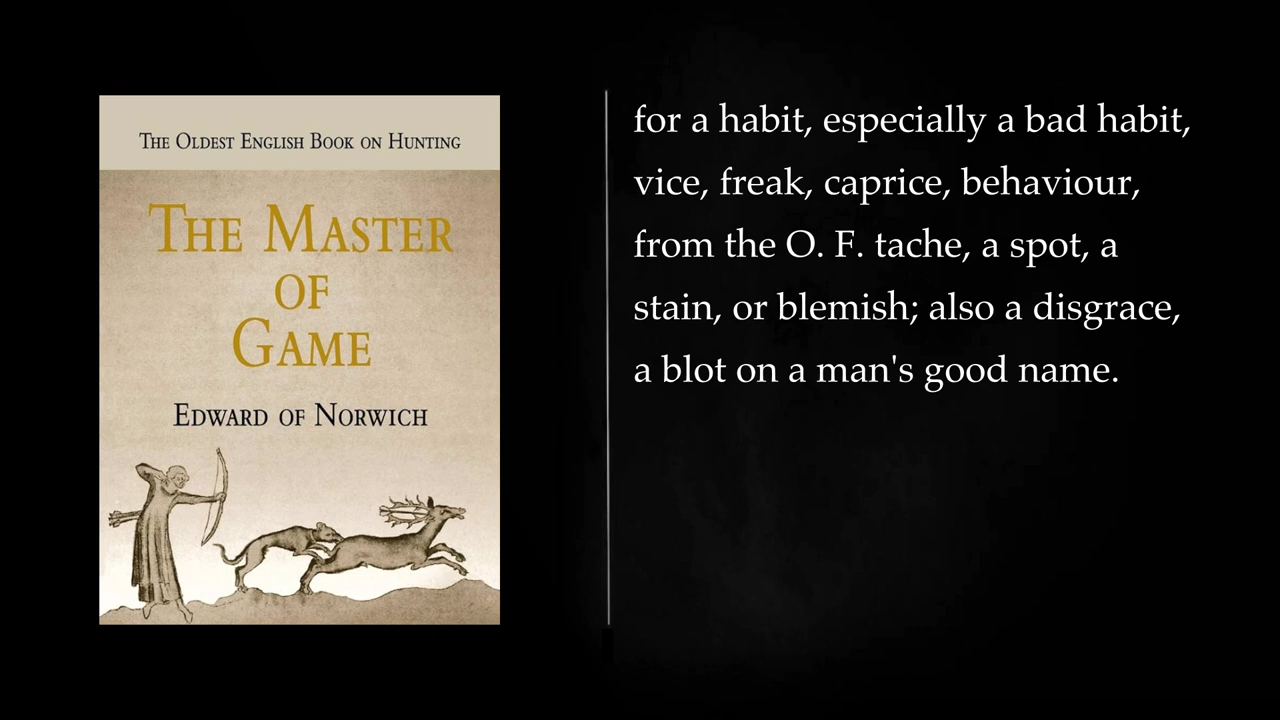 The Oldest English Book on Hunting
The Master
of
Game
Edward of Norwich
for a habit, especially a bad habit,
vice, freak, caprice, behaviour,
from the O. F. tache, a spot, a
stain, or blemish; also a disgrace,
a blot on a man's good name.